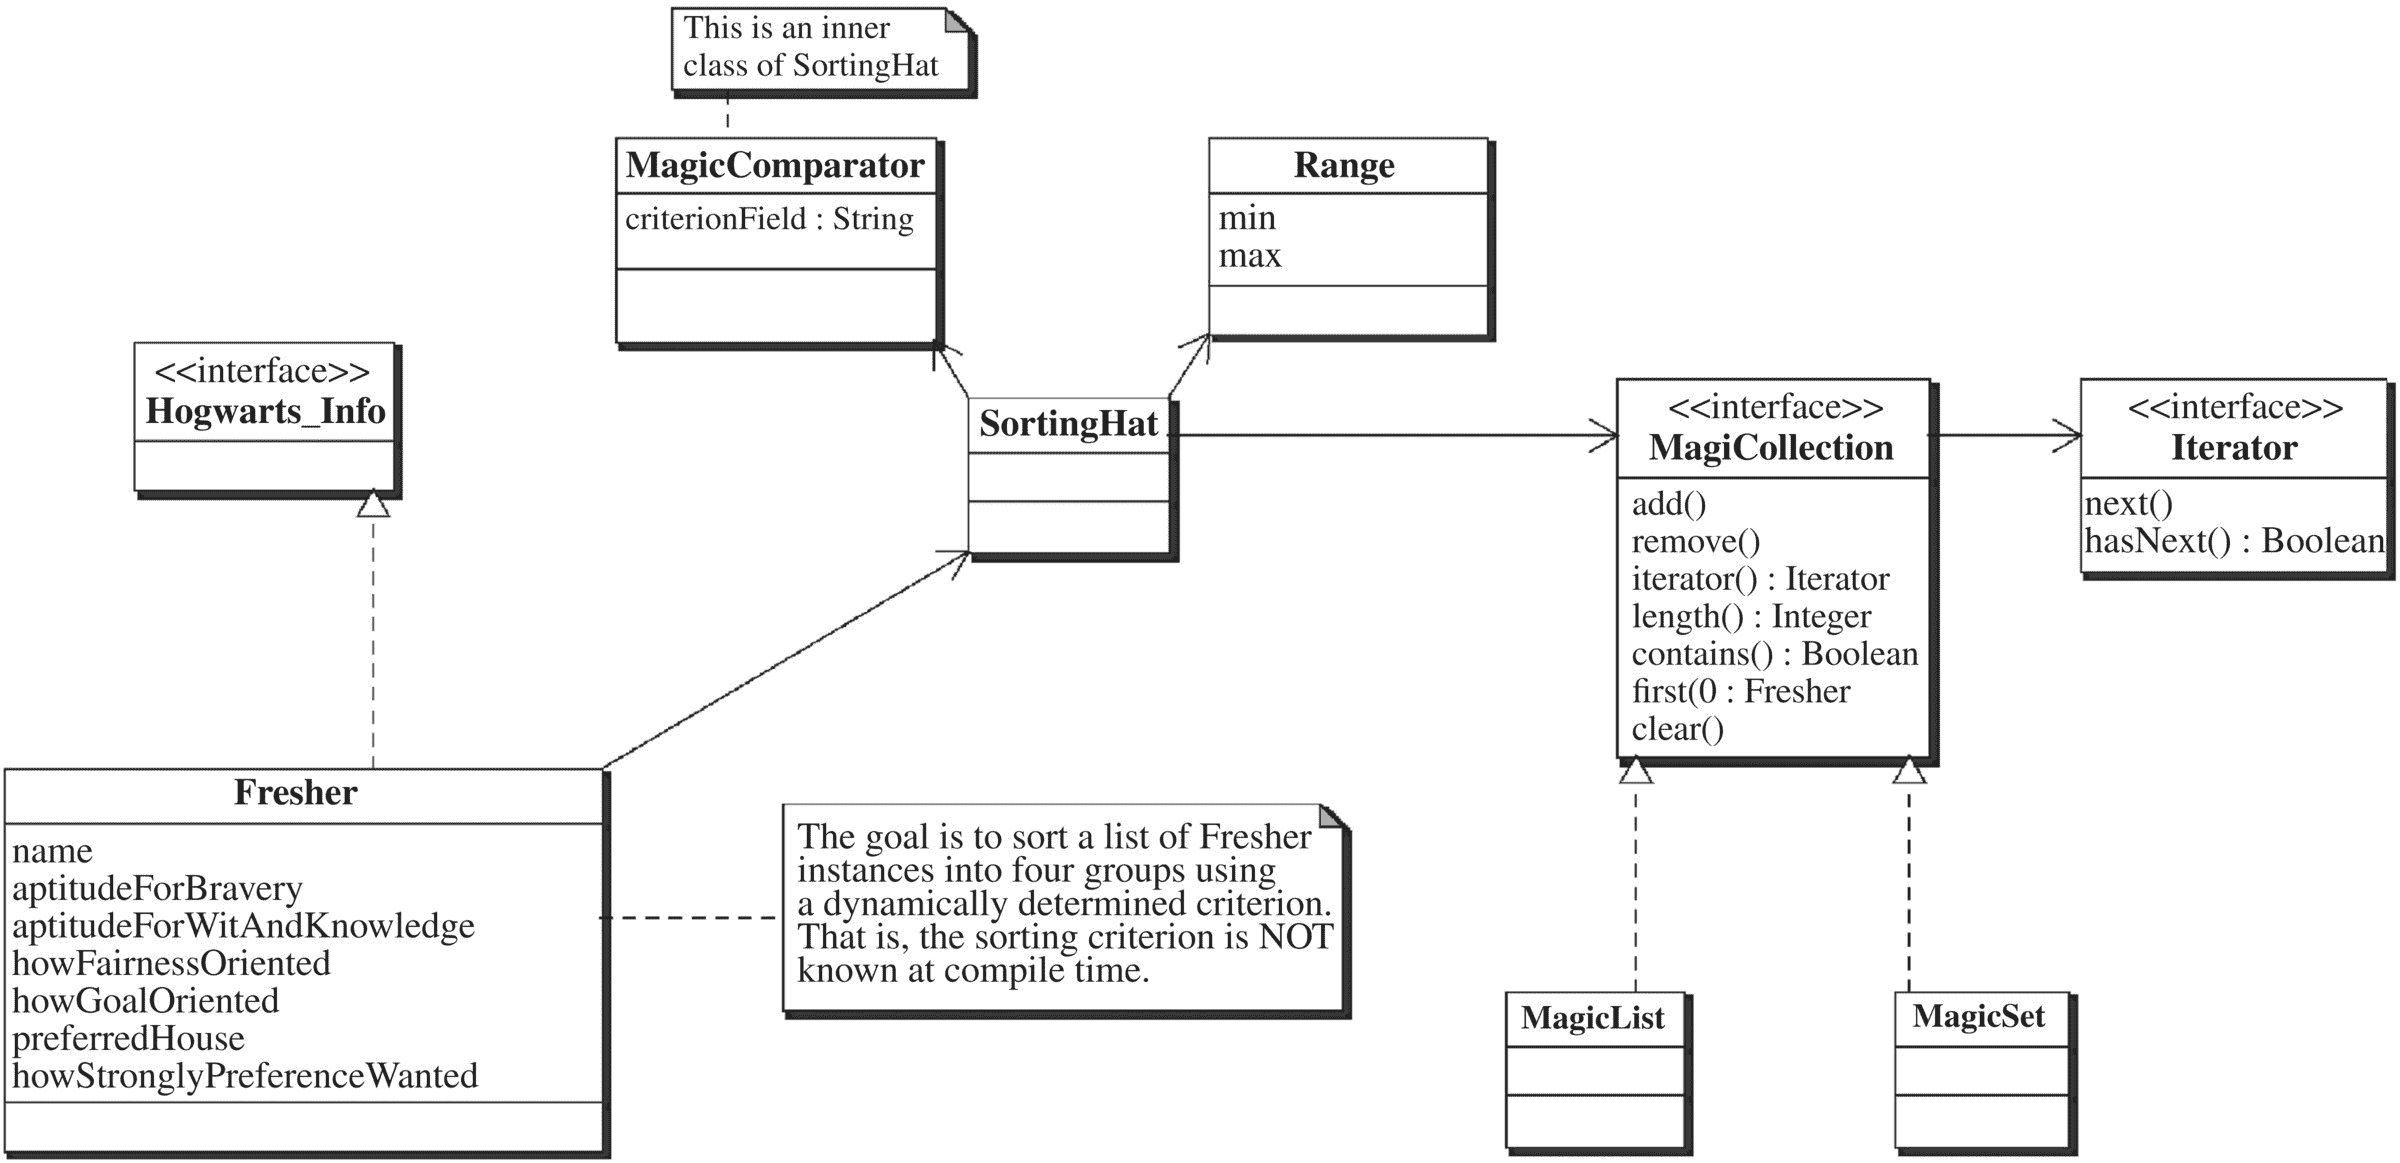 This is an inner
class of SortingHat
MagicComparator
criterionField : String
Range
min
max
<<interface>>
Hogwarts_Info
SortingHat
<<interface>>
MagiCollection
add()
remove()
iterator() : Iterator
length() : Integer
contains() : Boolean
first(0 : Fresher
clear()
<<interface>>
Iterator
next()
hasNext() : Boolean
Fresher
name
aptitudeForBravery
aptitudeForWitAndKnowledge
howFairnessOriented
howGoalOriented
preferredHouse
howStronglyPreferenceWanted
The goal is to sort a list of Fresher
instances into four groups using
a dynamically determined criterion.
That is, the sorting criterion is NOT
known at compile time.
MagicList
MagicSet